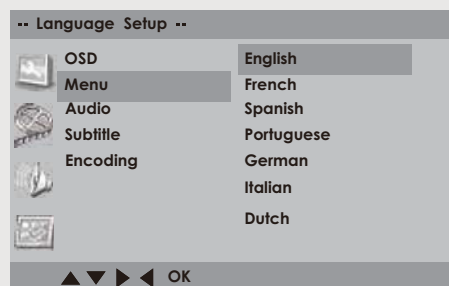 -- Language Setup --
OSD
Menu
Audio
Subtitle
Encoding
English
French
Spanish
Portuguese
German
Italian
Dutch
▲ ▼ ▶ ◀ OK